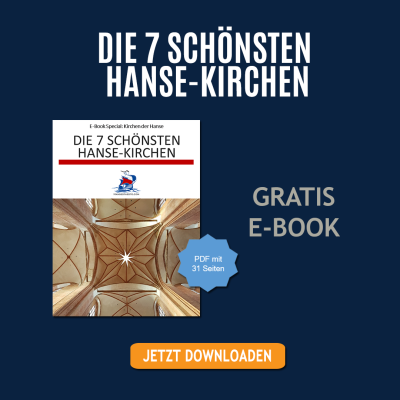 DIE 7 SCHÖNSTEN
HANSE-KIRCHEN
E-Book Special: Kirchen der Hanse
DIE 7 SCHÖNSTEN
HANSE-KIRCHEN
GRATIS
E-BOOK
PDF mit
31 Seiten
JETZT DOWNLOADEN